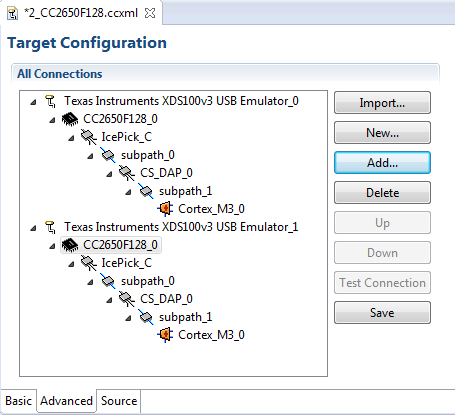 *2_CC2650F128.ccxml
Target Configuration
All Connections
Texas Instruments XDS100v3 USB Emulator_0
CC2650F128_0
IcePick_C
subpath_0
CS_DAP_0
subpath_1
Cortex_M3_0
Texas Instruments XDS100v3 USB Emulator_1
CC2650F128_0
IcePick_C
subpath_0
CS_DAP_0
subpath_1
Cortex_M3_0
Import...
New...
Add...
Delete
Up
Down
Test Connection
Save
Basic Advanced Source